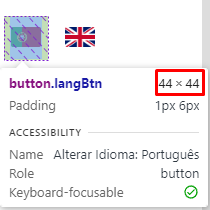 button.langBtn 44 × 44
Padding 1px 6px
ACCESSIBILITY
Name Alterar Idioma: Português
Role button
Keyboard-focusable